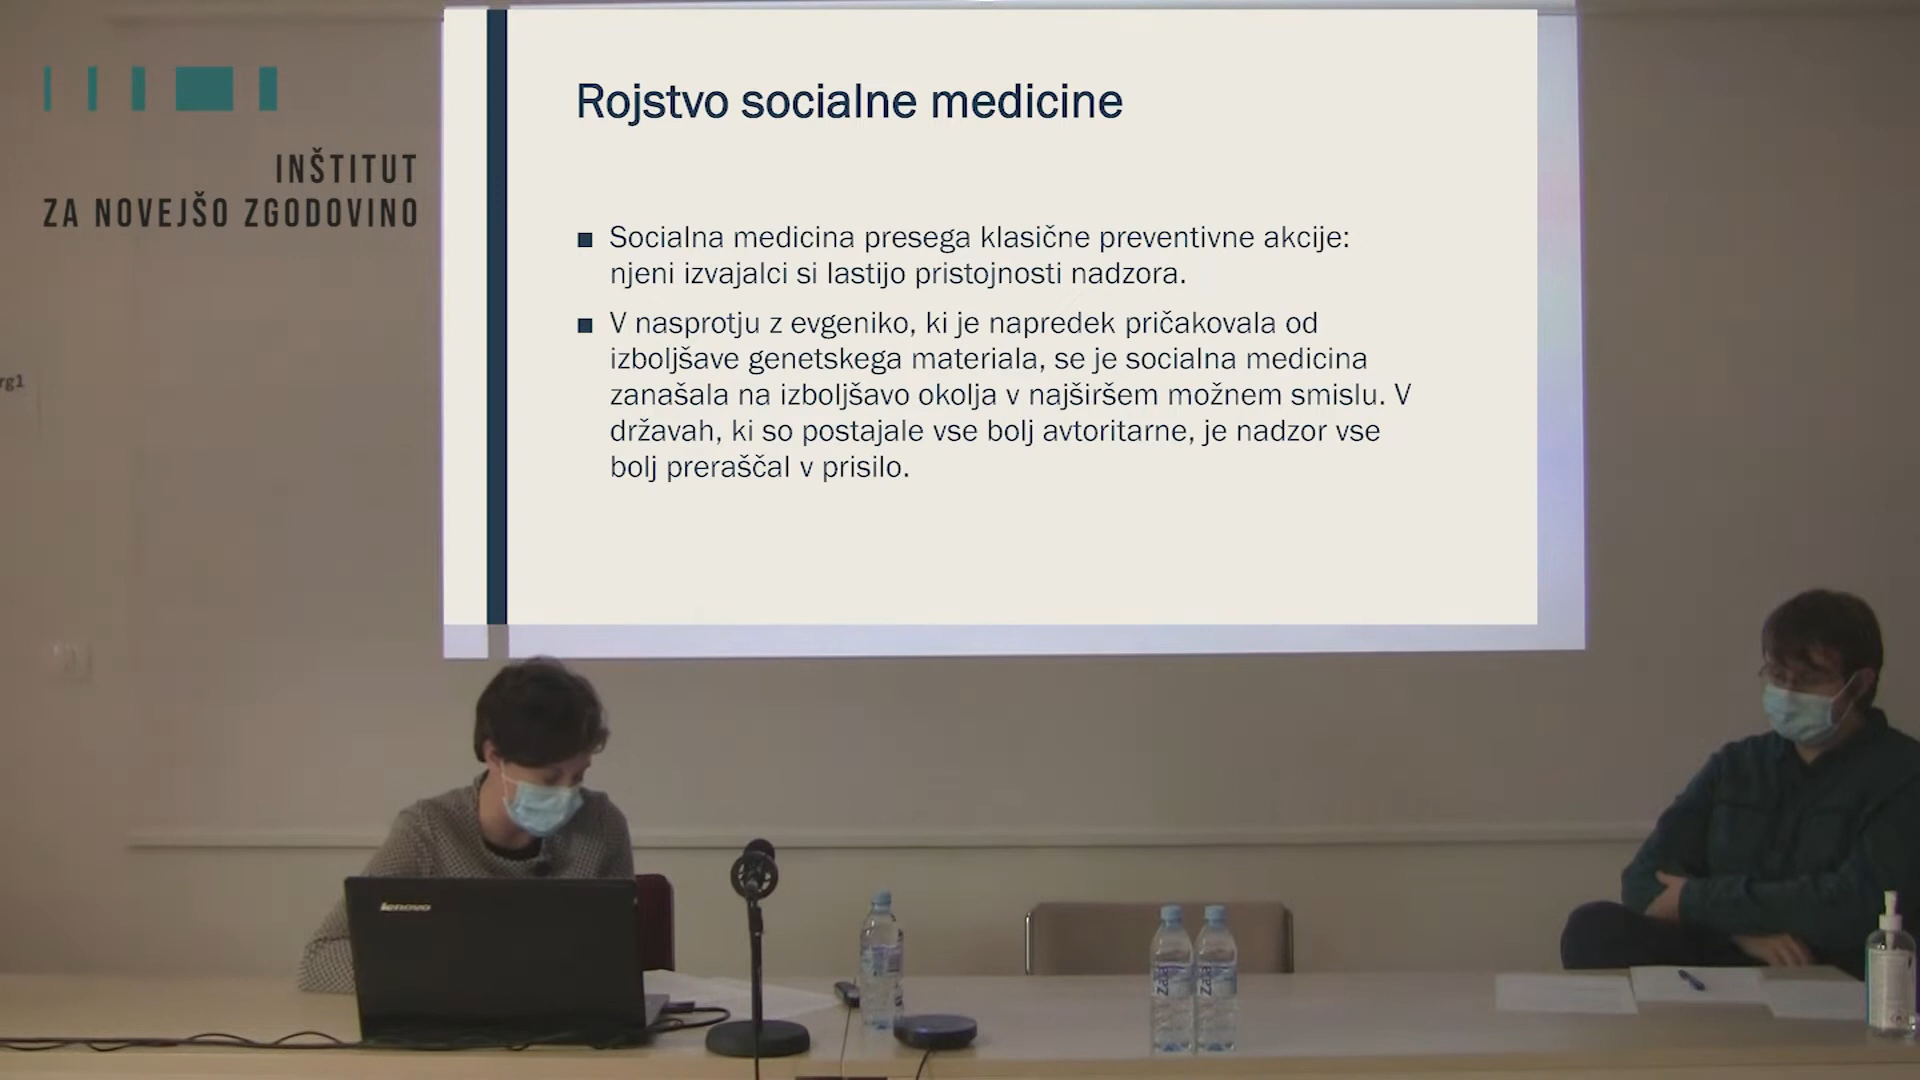 INŠTITUT
ZA NOVEJŠO ZGODOVINO
Rojstvo socialne medicine
■ Socialna medicina presega klasične preventivne akcije:
njeni izvajalci si lastijo pristojnosti nadzora.
■ V nasprotju z evgeniko, ki je napredek pričakovala od
izboljšave genetskega materiala, se je socialna medicina
zanašala na izboljšavo okolja v najširšem možnem smislu. V
državah, ki so postajale vse bolj avtoritarne, je nadzor vse
bolj preraščal v prisilo.
rg1
lenovo